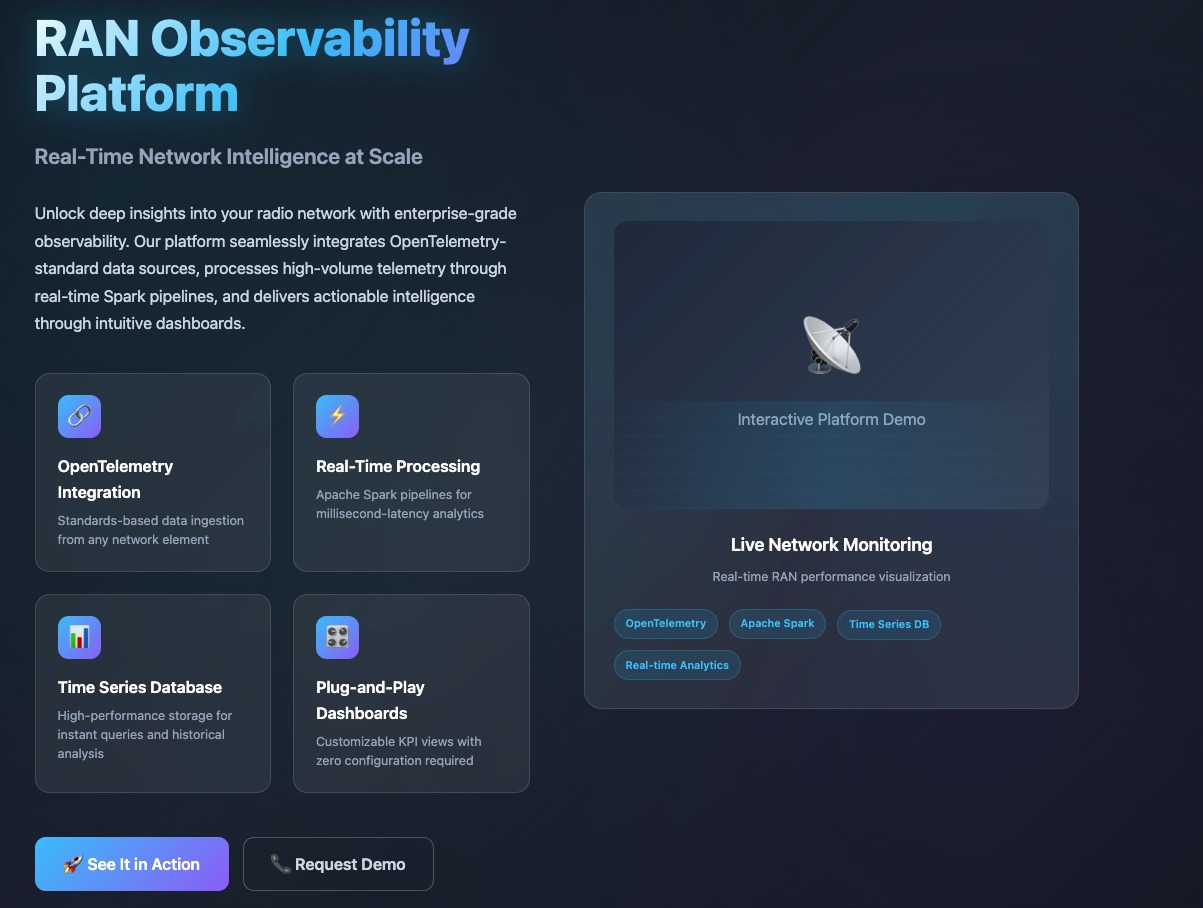 RAN Observability
Platform
Real-Time Network Intelligence at Scale
Unlock deep insights into your radio network with enterprise-grade
observability. Our platform seamlessly integrates OpenTelemetry-
standard data sources, processes high-volume telemetry through
real-time Spark pipelines, and delivers actionable intelligence
through intuitive dashboards.
OpenTelemetry
Integration
Standards-based data ingestion
from any network element
Real-Time Processing
Apache Spark pipelines for
millisecond-latency analytics
Time Series Database
High-performance storage for
instant queries and historical
analysis
Plug-and-Play
Dashboards
Customizable KPI views with
zero configuration required
See It in Action
Request Demo
Interactive Platform Demo
Live Network Monitoring
Real-time RAN performance visualization
OpenTelemetry
Apache Spark
Time Series DB
Real-time Analytics